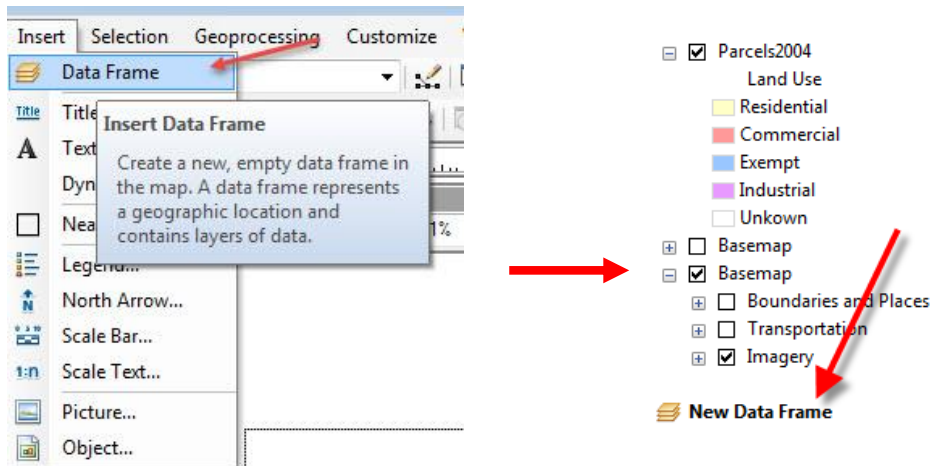 Insert Selection Geoprocessing Customize
Data Frame
Title
Title
Insert Data Frame
Create a new, empty data frame in
the map. A data frame represents
a geographic location and
contains layers of data.
A
Text
Dyn
Nea
1%
Legend...
N
North Arrow...
Scale Bar...
1:n
Scale Text...
Picture...
Object...
Parcels2004
Land Use
Residential
Commercial
Exempt
Industrial
Unkown
Basemap
Basemap
Boundaries and Places
Transportation
Imagery
New Data Frame